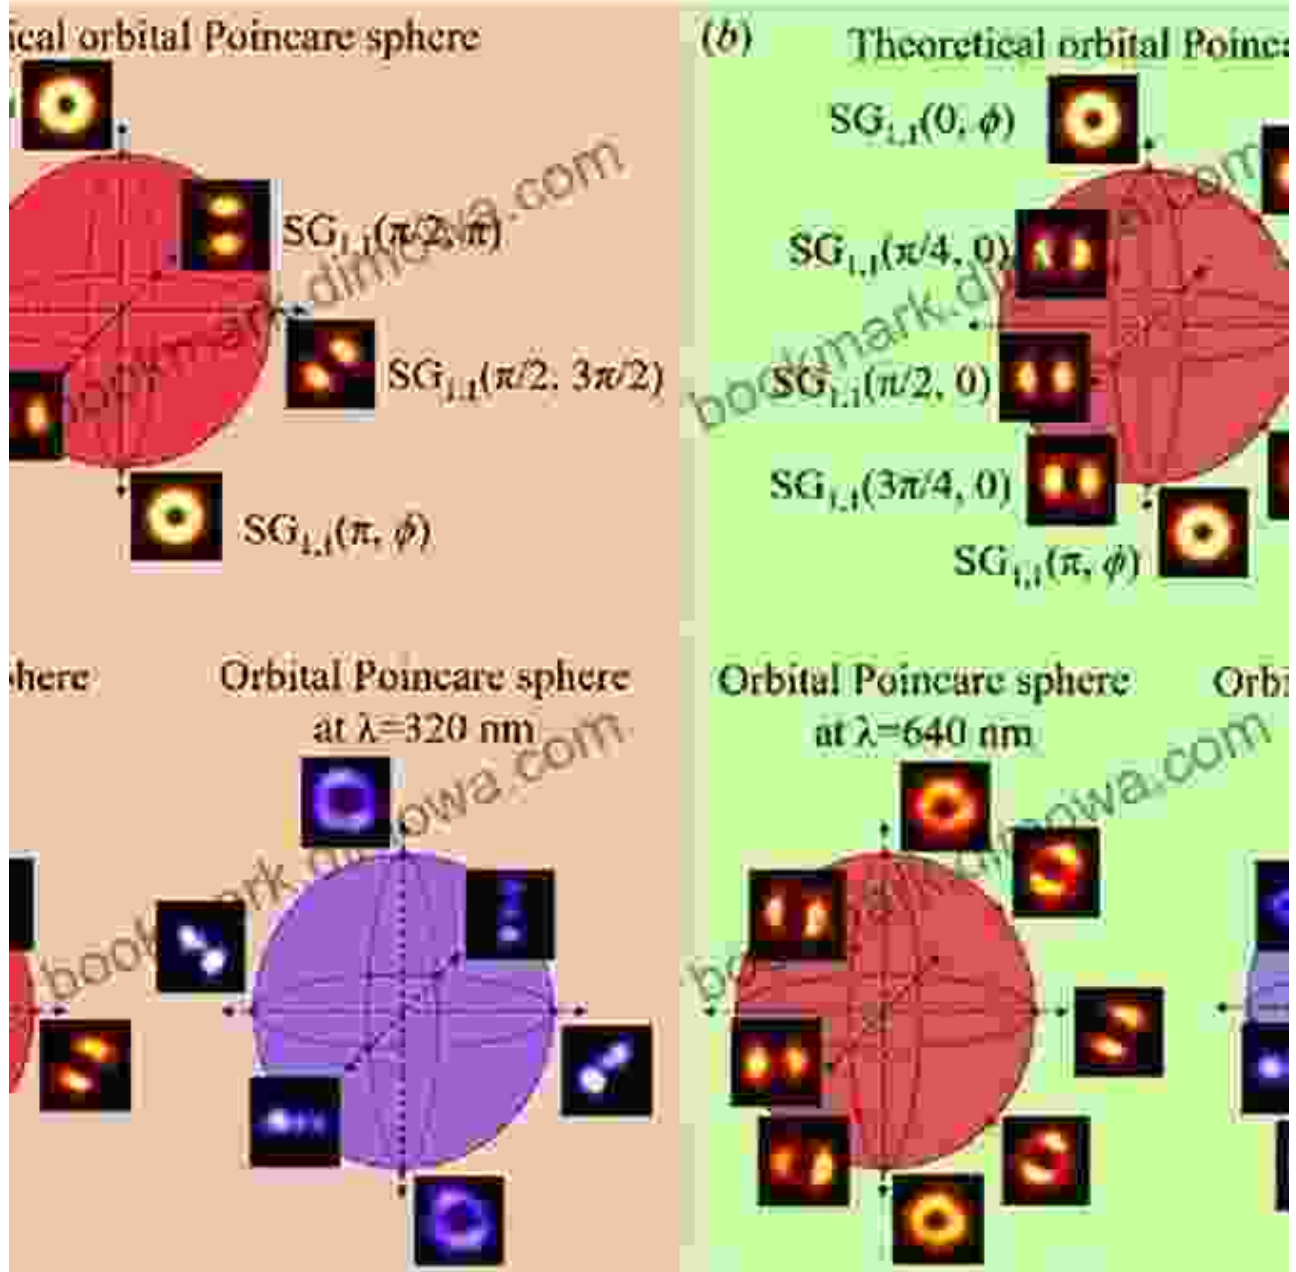 ical orbital Poincare sphere
SG1,1(π/2, π)
SG1,1(π/2, 3π/2)
SG1,1(π, ϕ)
(b)
Theoretical orbital Poinca
SG1,1(0, ϕ)
SG1,1(π/4, 0)
SG1,1(π/2, 0)
SG1,1(3π/4, 0)
SG1,1(π, ϕ)
here
Orbital Poincare sphere
at λ=320 nm
Orbital Poincare sphere
at λ=640 nm
Orbi
bookmark.dimowa.com
bookmark.dimowa.com
bookmark.dimowa.com
bookmark.dimowa.com